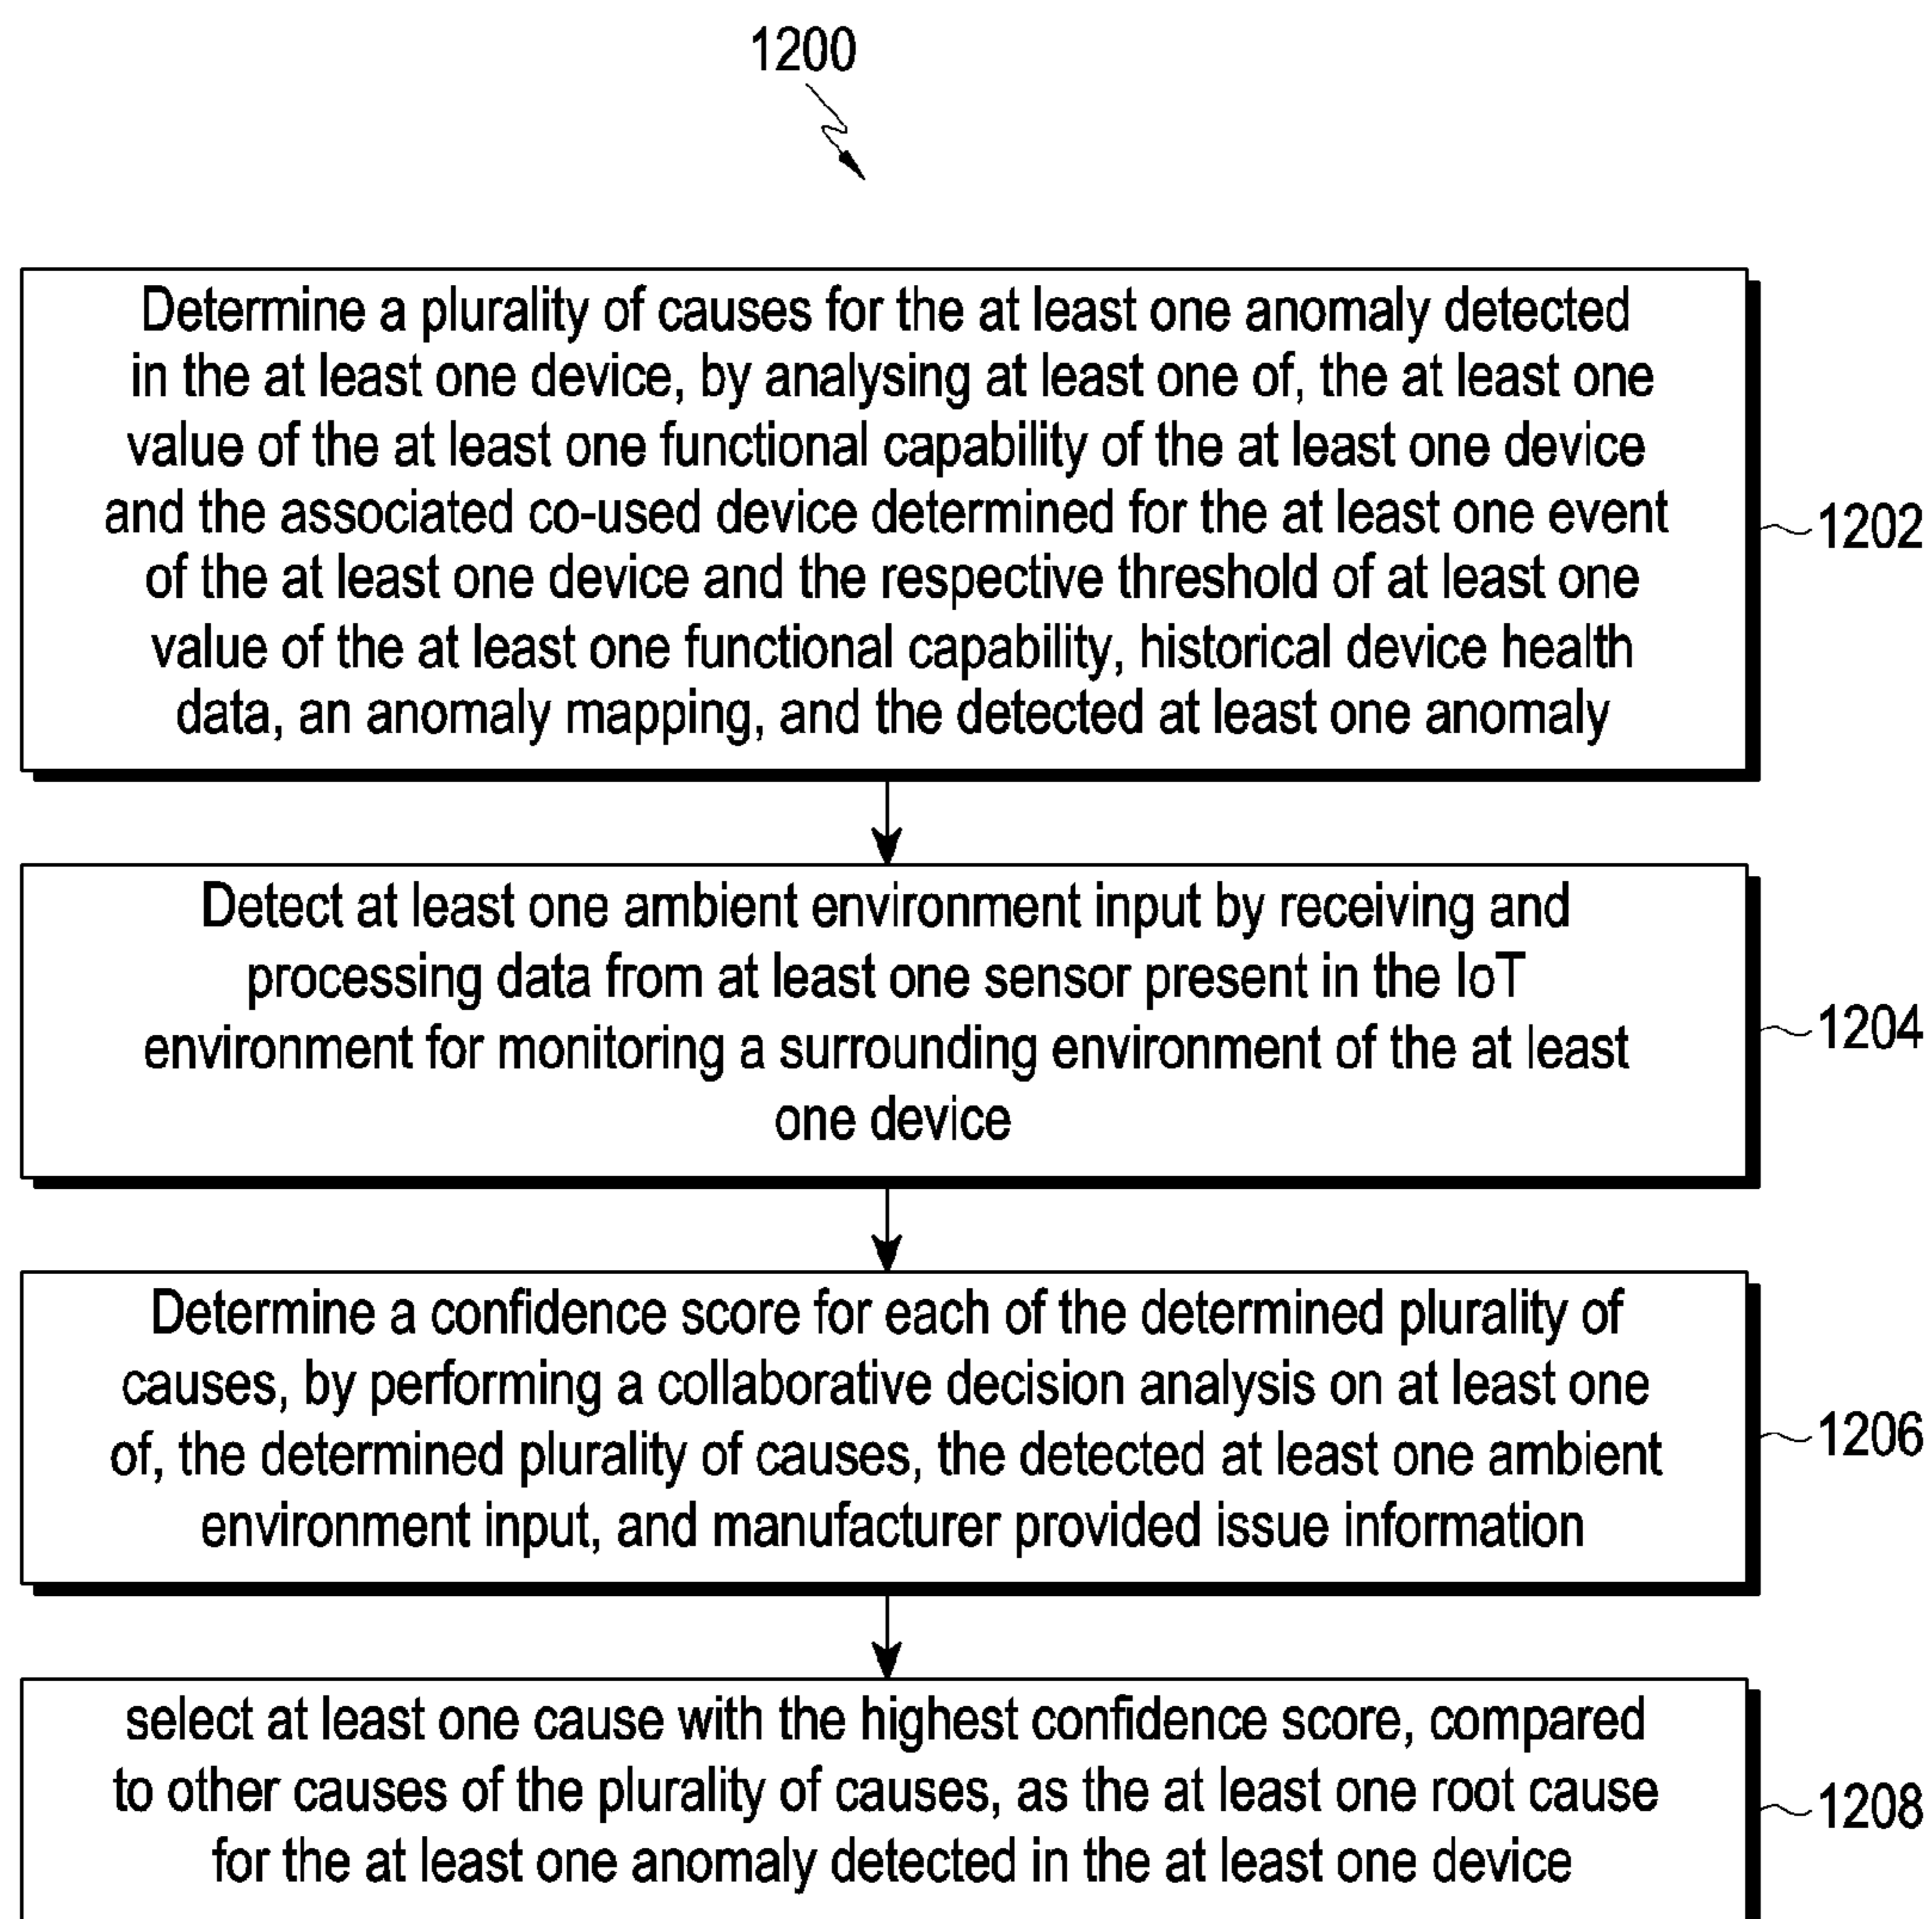 1200
Determine a plurality of causes for the at least one anomaly detected
in the at least one device, by analysing at least one of, the at least one
value of the at least one functional capability of the at least one device
and the associated co-used device determined for the at least one event
of the at least one device and the respective threshold of at least one
value of the at least one functional capability, historical device health
data, an anomaly mapping, and the detected at least one anomaly
1202
Detect at least one ambient environment input by receiving and
processing data from at least one sensor present in the IoT
environment for monitoring a surrounding environment of the at least
one device
1204
Determine a confidence score for each of the determined plurality of
causes, by performing a collaborative decision analysis on at least one
of, the determined plurality of causes, the detected at least one ambient
environment input, and manufacturer provided issue information
1206
select at least one cause with the highest confidence score, compared
to other causes of the plurality of causes, as the at least one root cause
for the at least one anomaly detected in the at least one device
1208